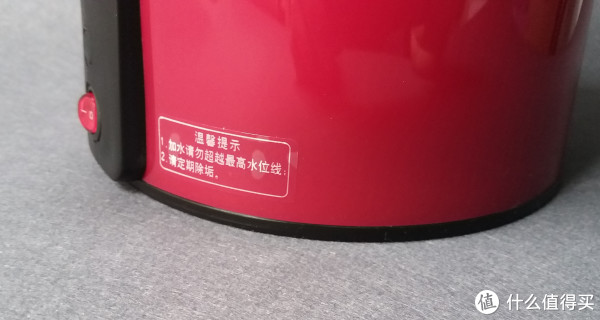 温馨提示
1.加水请勿超越最高水位线;
2.请定期除垢。
值 什么值得买